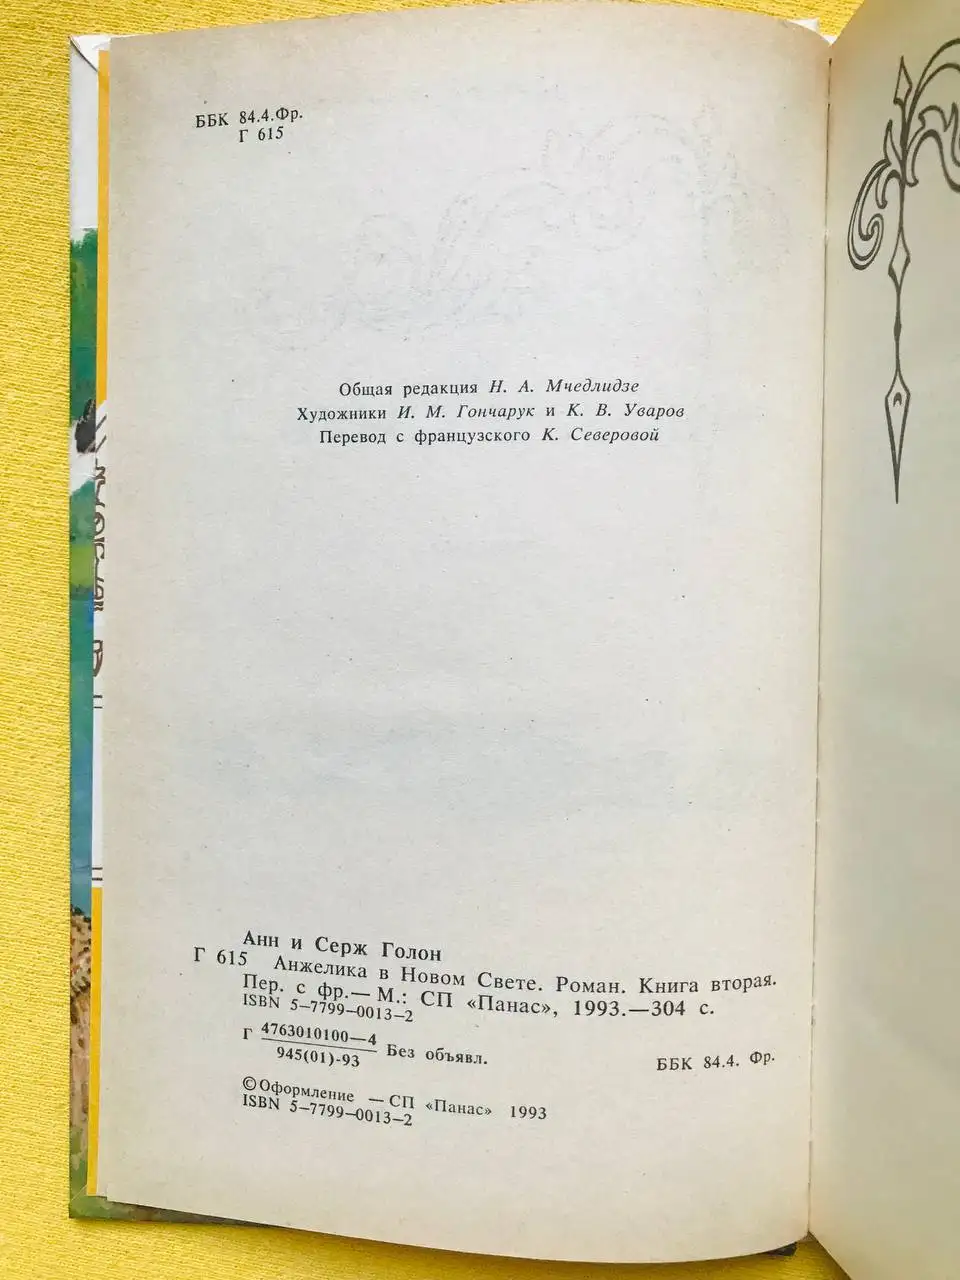 ББК 84.4.Фр.
Г 615
Общая редакция Н. А. Мчедлидзе
Художники И. М. Гончарук и К. В. Уваров
Перевод с французского К. Северовой
Анн и Серж Голон
Г 615 Анжелика в Новом Свете. Роман. Книга вторая.
Пер. с фр.— М.: СП «Панас», 1993.—304 с.
ISBN 5–7799–0013–2
Г 4763010100—4
945(01)-93 Без объявл.
ББК 84.4. Фр.
©Оформление —СП «Панас» 1993
ISBN 5–7799–0013–2